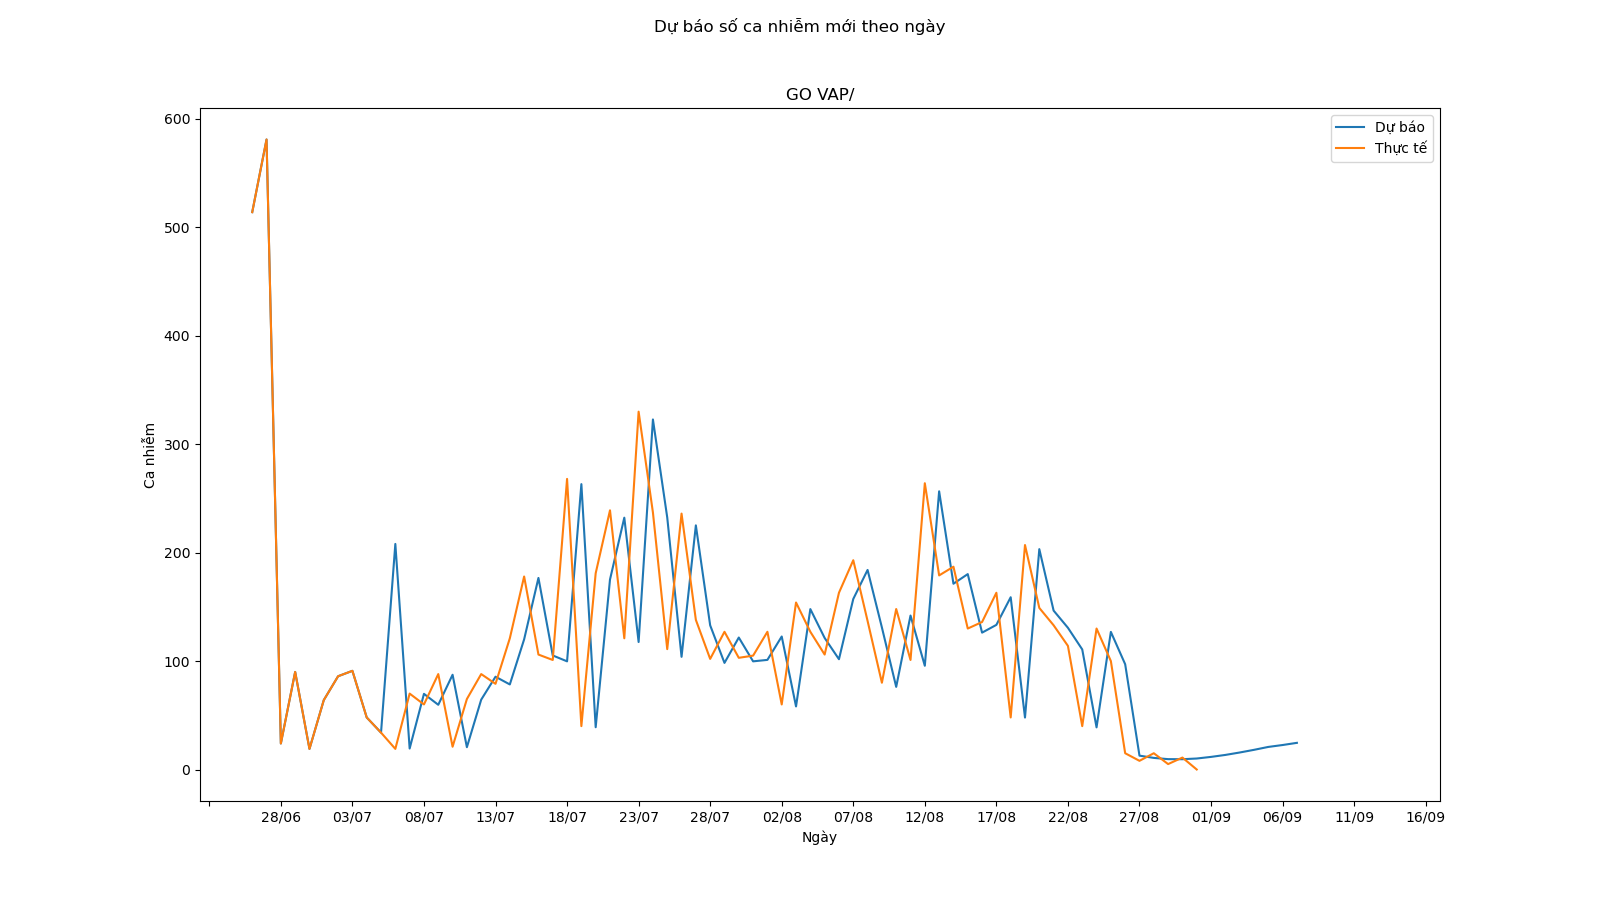 Dự báo số ca nhiễm mới theo ngày
GO VAP/
Dự báo
Thực tế
600
500
400
300
200
100
0
Ca nhiễm
28/06 03/07 08/07 13/07 18/07 23/07 28/07 02/08 07/08 12/08 17/08 22/08 27/08 01/09 06/09 11/09 16/09
Ngày